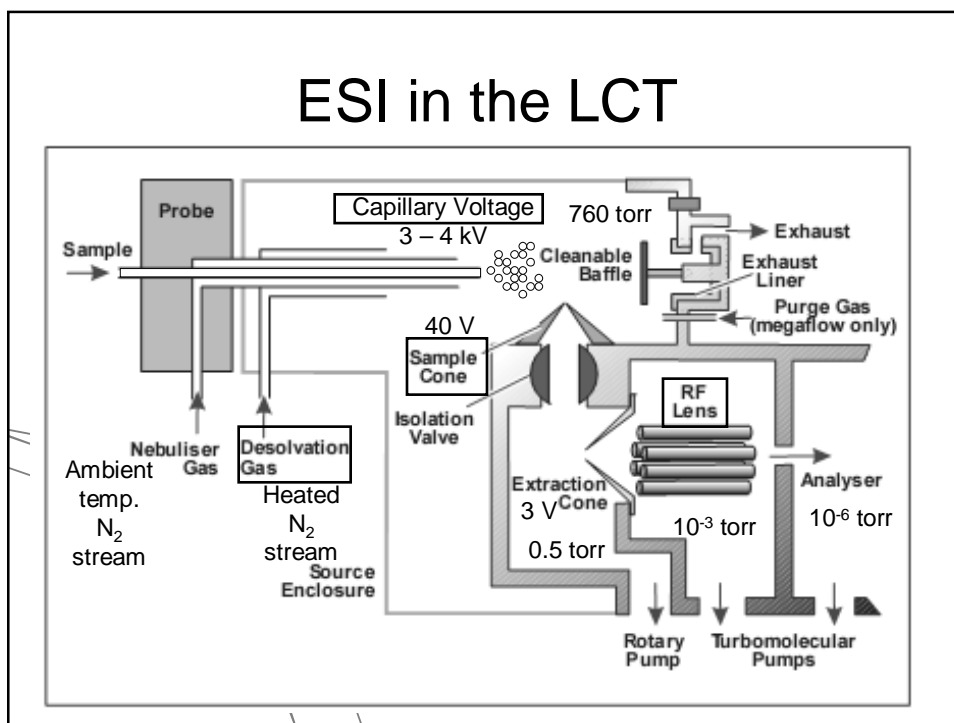 ESI in the LCT
Probe
Sample
Capillary Voltage
3 – 4 kV
760 torr
Exhaust
Cleanable
Baffle
Exhaust
Liner
Purge Gas
(megaflow only)
40 V
Sample
Cone
Isolation
Valve
RF
Lens
Nebuliser
Gas
Desolvation
Gas
Ambient
temp.
N₂
stream
Heated
N₂
stream
Source
Enclosure
Extraction
Cone
3 V
0.5 torr
10⁻³ torr
Analyser
10⁻⁶ torr
Rotary
Pump
Turbomolecular
Pumps